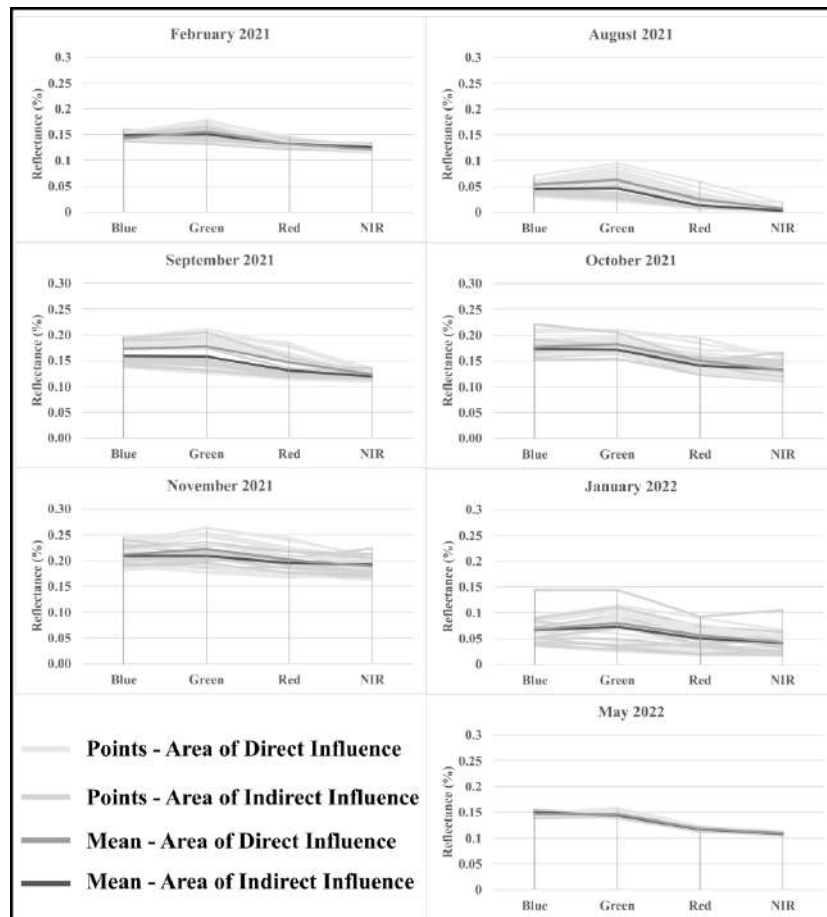 February 2021
Reflectance (%)
0.3
0.25
0.2
0.15
0.1
0.05
0
Blue Green Red NIR
August 2021
Reflectance (%)
0.3
0.25
0.2
0.15
0.1
0.05
0
Blue Green Red NIR
September 2021
Reflectance (%)
0.30
0.25
0.20
0.15
0.10
0.05
0.00
Blue Green Red NIR
October 2021
Reflectance (%)
0.30
0.25
0.20
0.15
0.10
0.05
0.00
Blue Green Red NIR
November 2021
Reflectance (%)
0.30
0.25
0.20
0.15
0.10
0.05
0.00
Blue Green Red NIR
January 2022
Reflectance (%)
0.3
0.25
0.2
0.15
0.1
0.05
0
Blue Green Red NIR
Points - Area of Direct Influence
Points - Area of Indirect Influence
Mean - Area of Direct Influence
Mean - Area of Indirect Influence
May 2022
Reflectance (%)
0.3
0.25
0.2
0.15
0.1
0.05
0
Blue Green Red NIR